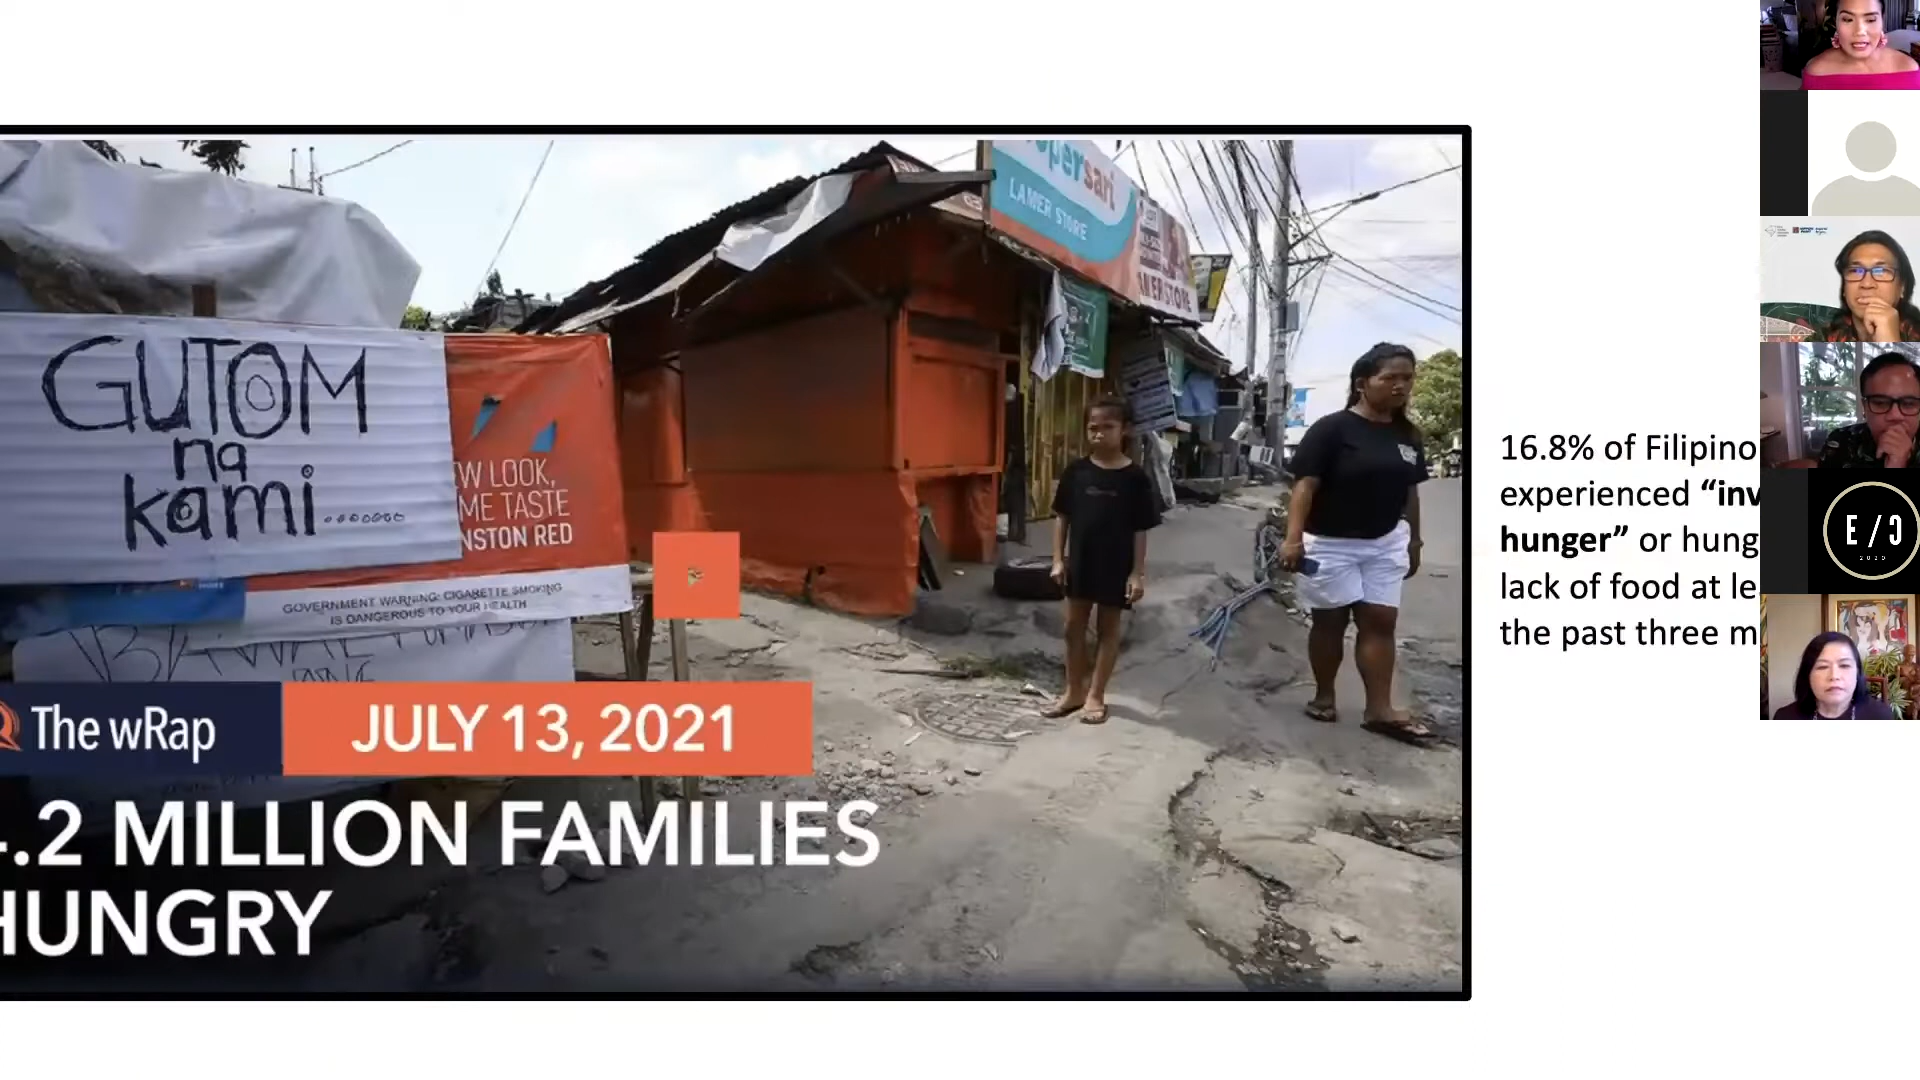 GUTOM
na
kami.......
EW LOOK,
ME TASTE
NSTON RED
GOVERNMENT WARNING: CIGARETTE SMOKING
IS DANGEROUS TO YOUR HEALTH
persari
LAMER STORE
The wRap
JULY 13, 2021
.2 MILLION FAMILIES
HUNGRY
16.8% of Filipino
experienced “inv
hunger” or hung
lack of food at le
the past three m
E/C
2020